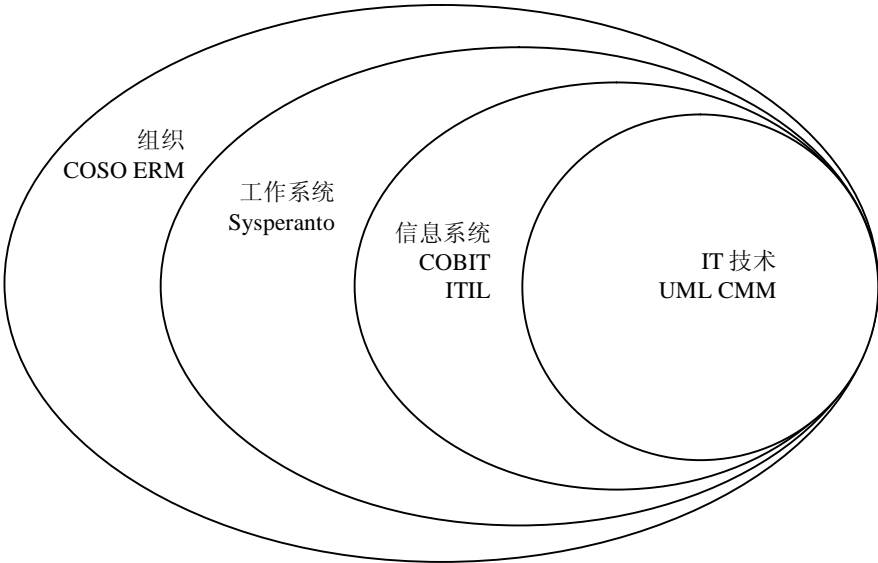 组织
COSO ERM
工作系统
Sysperanto
信息系统
COBIT
ITIL
IT 技术
UML CMM